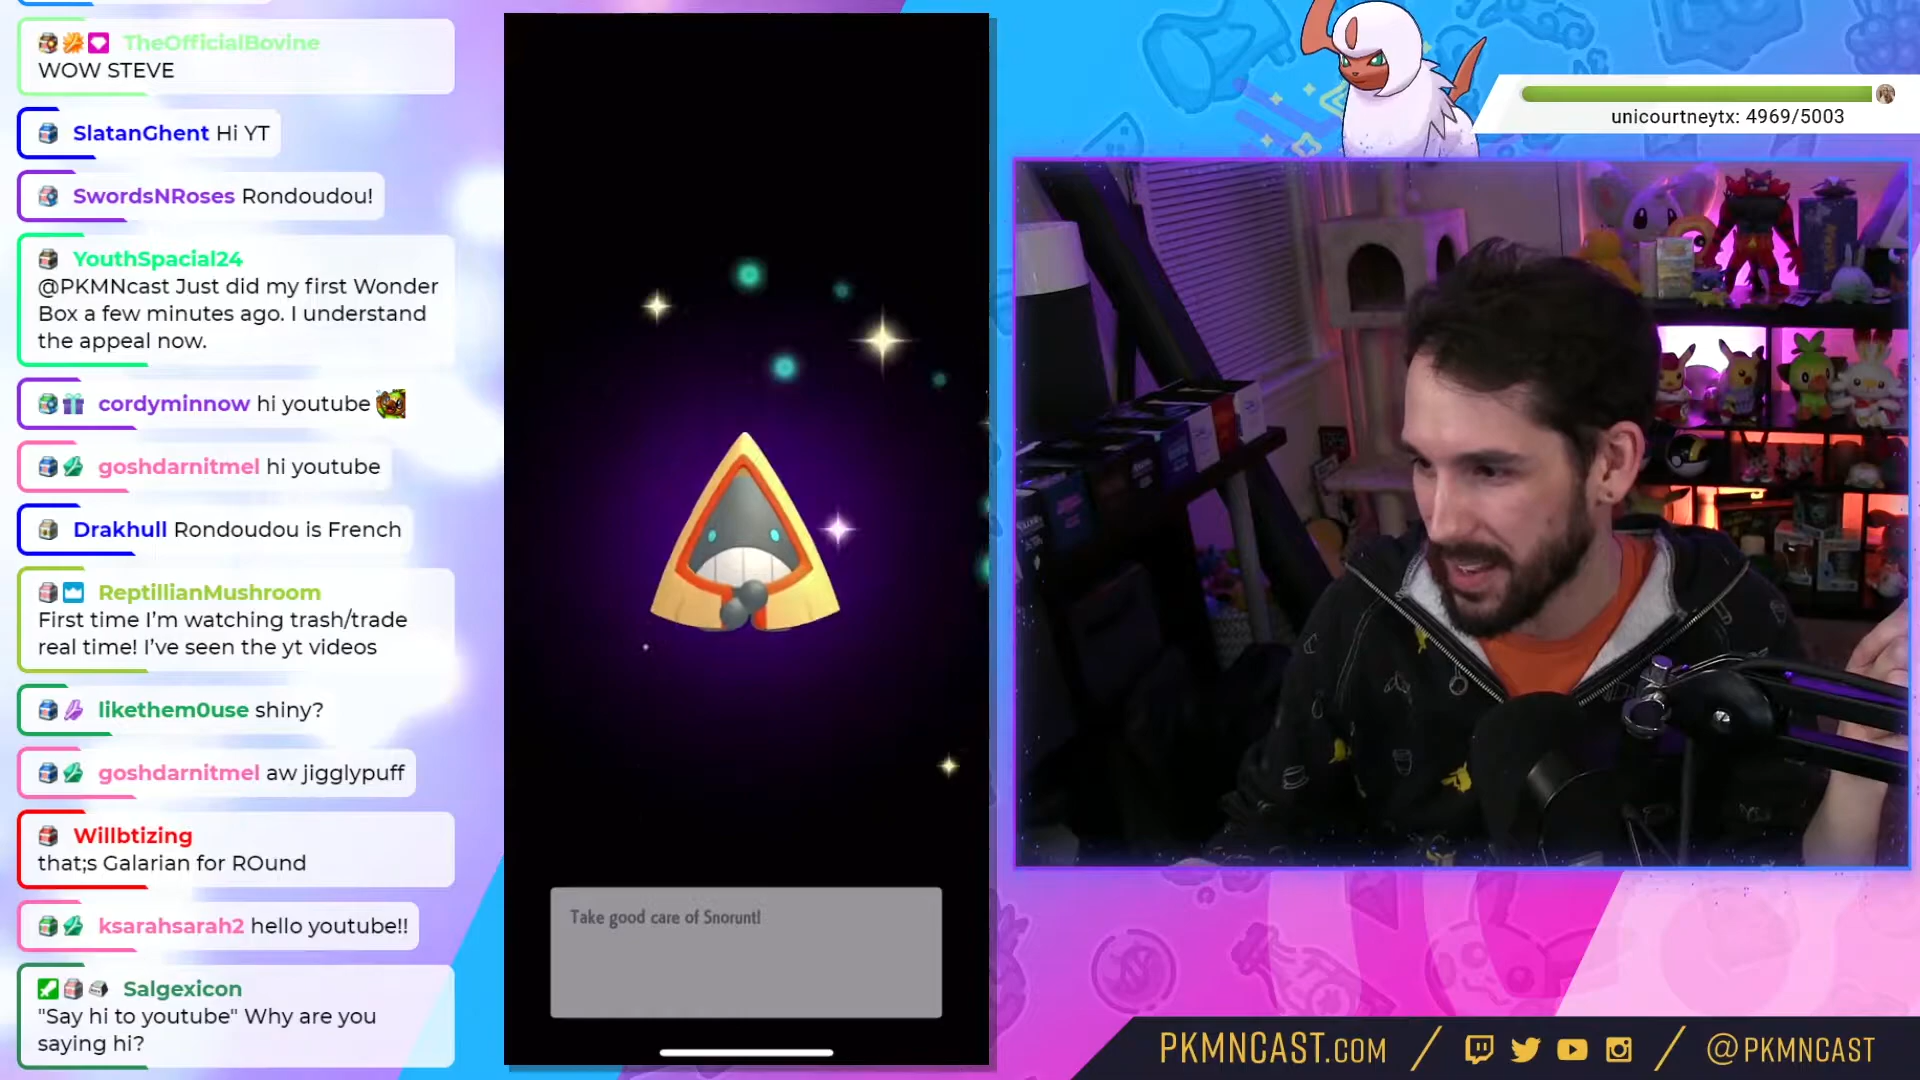 TheOfficialBovine
WOW STEVE
SlatanGhent Hi YT
SwordsNRoses Rondoudou!
YouthSpacial24
@PKMNcast Just did my first Wonder
Box a few minutes ago. I understand
the appeal now.
cordyminnow hi youtube
goshdarnitmel hi youtube
Drakhull Rondoudou is French
ReptillianMushroom
First time I'm watching trash/trade
real time! I've seen the yt videos
likethem0use shiny?
goshdarnitmel aw jigglypuff
Willbtizing
that;s Galarian for ROund
ksarahsarah2 hello youtube!!
Salgexicon
"Say hi to youtube" Why are you
saying hi?
Take good care of Snorunt!
unicourtneytx: 4969/5003
PKMNCAST.COM / / @PKMNCAST